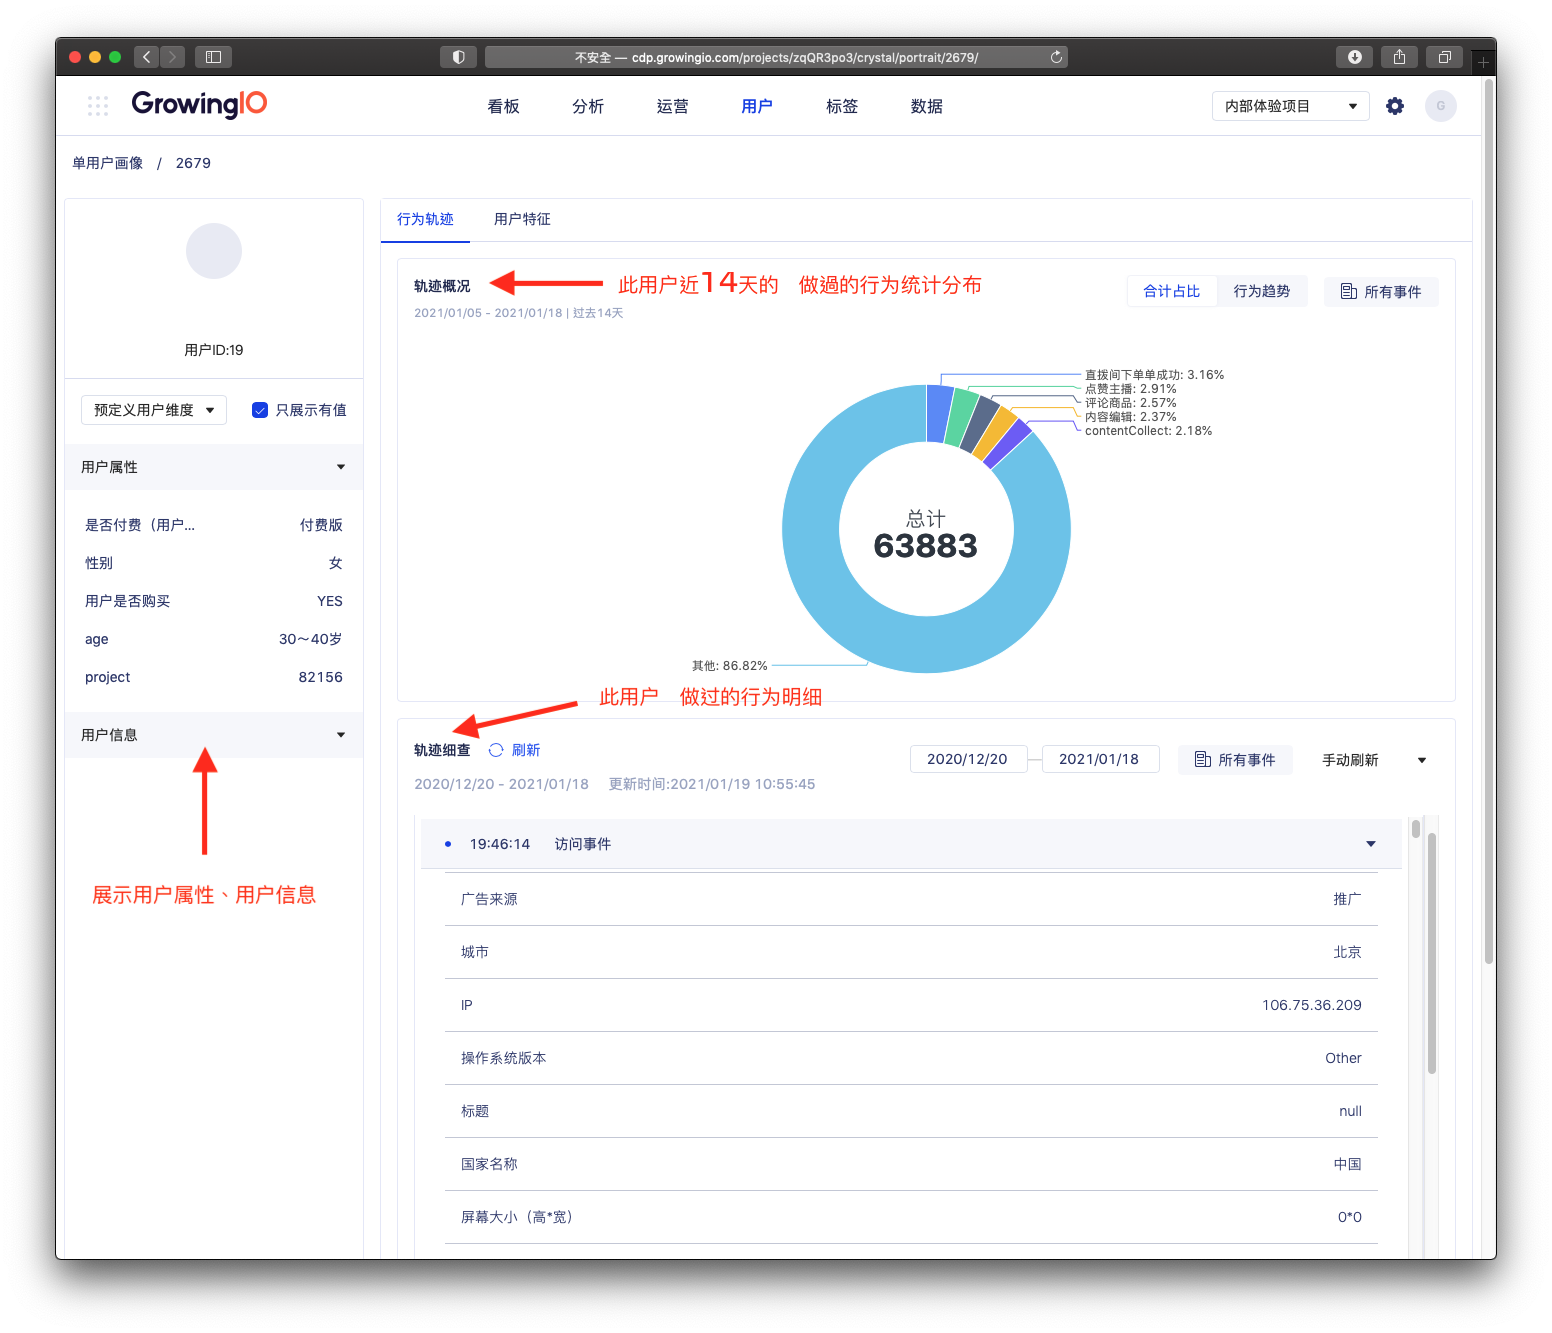 不安全 — cdp.growingio.com/projects/zqQR3po3/crystal/portrait/2679/
GrowingIO
看板 分析 运营 用户 标签 数据
内部体验项目
G
单用户画像 / 2679
用户ID:19
预定义用户维度 只展示有值
用户属性
是否付费（用户... 付费版
性别 女
用户是否购买 YES
age 30～40岁
project 82156
用户信息
展示用户属性、用户信息
行为轨迹 用户特征
轨迹概况
此用户近14天的 做過的行为统计分布
合计占比 行为趋势 所有事件
2021/01/05 - 2021/01/18 | 过去14天
直拨间下单单成功: 3.16%
点赞主播: 2.91%
评论商品: 2.57%
内容编辑: 2.37%
contentCollect: 2.18%
总计
63883
其他: 86.82%
此用户 做过的行为明细
轨迹细查 刷新
2020/12/20 2021/01/18 所有事件 手动刷新
2020/12/20 - 2021/01/18 更新时间:2021/01/19 10:55:45
19:46:14 访问事件
广告来源 推广
城市 北京
IP 106.75.36.209
操作系统版本 Other
标题 null
国家名称 中国
屏幕大小（高*宽） 0*0